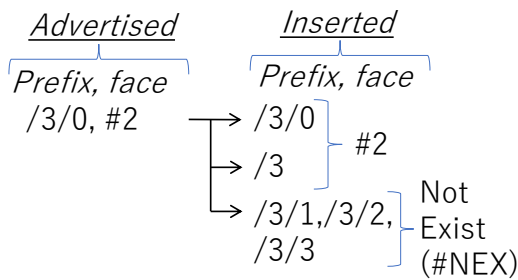 Advertised
Inserted
Prefix, face
Prefix, face
/3/0, #2
/3/0
/3
#2
/3/1,/3/2,
/3/3
Not
Exist
(#NEX)